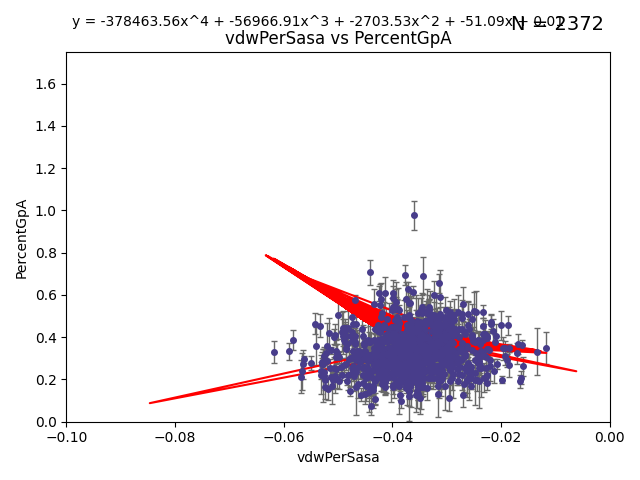 y = -378463.56x^4 + -56966.91x^3 + -2703.53x^2 + -51.09x + 0.01
N = 2372
vdwPerSasa vs PercentGpA
1.6
1.4
1.2
1.0
0.8
0.6
0.4
0.2
0.0
PercentGpA
−0.10 −0.08 −0.06 −0.04 −0.02 0.00
vdwPerSasa